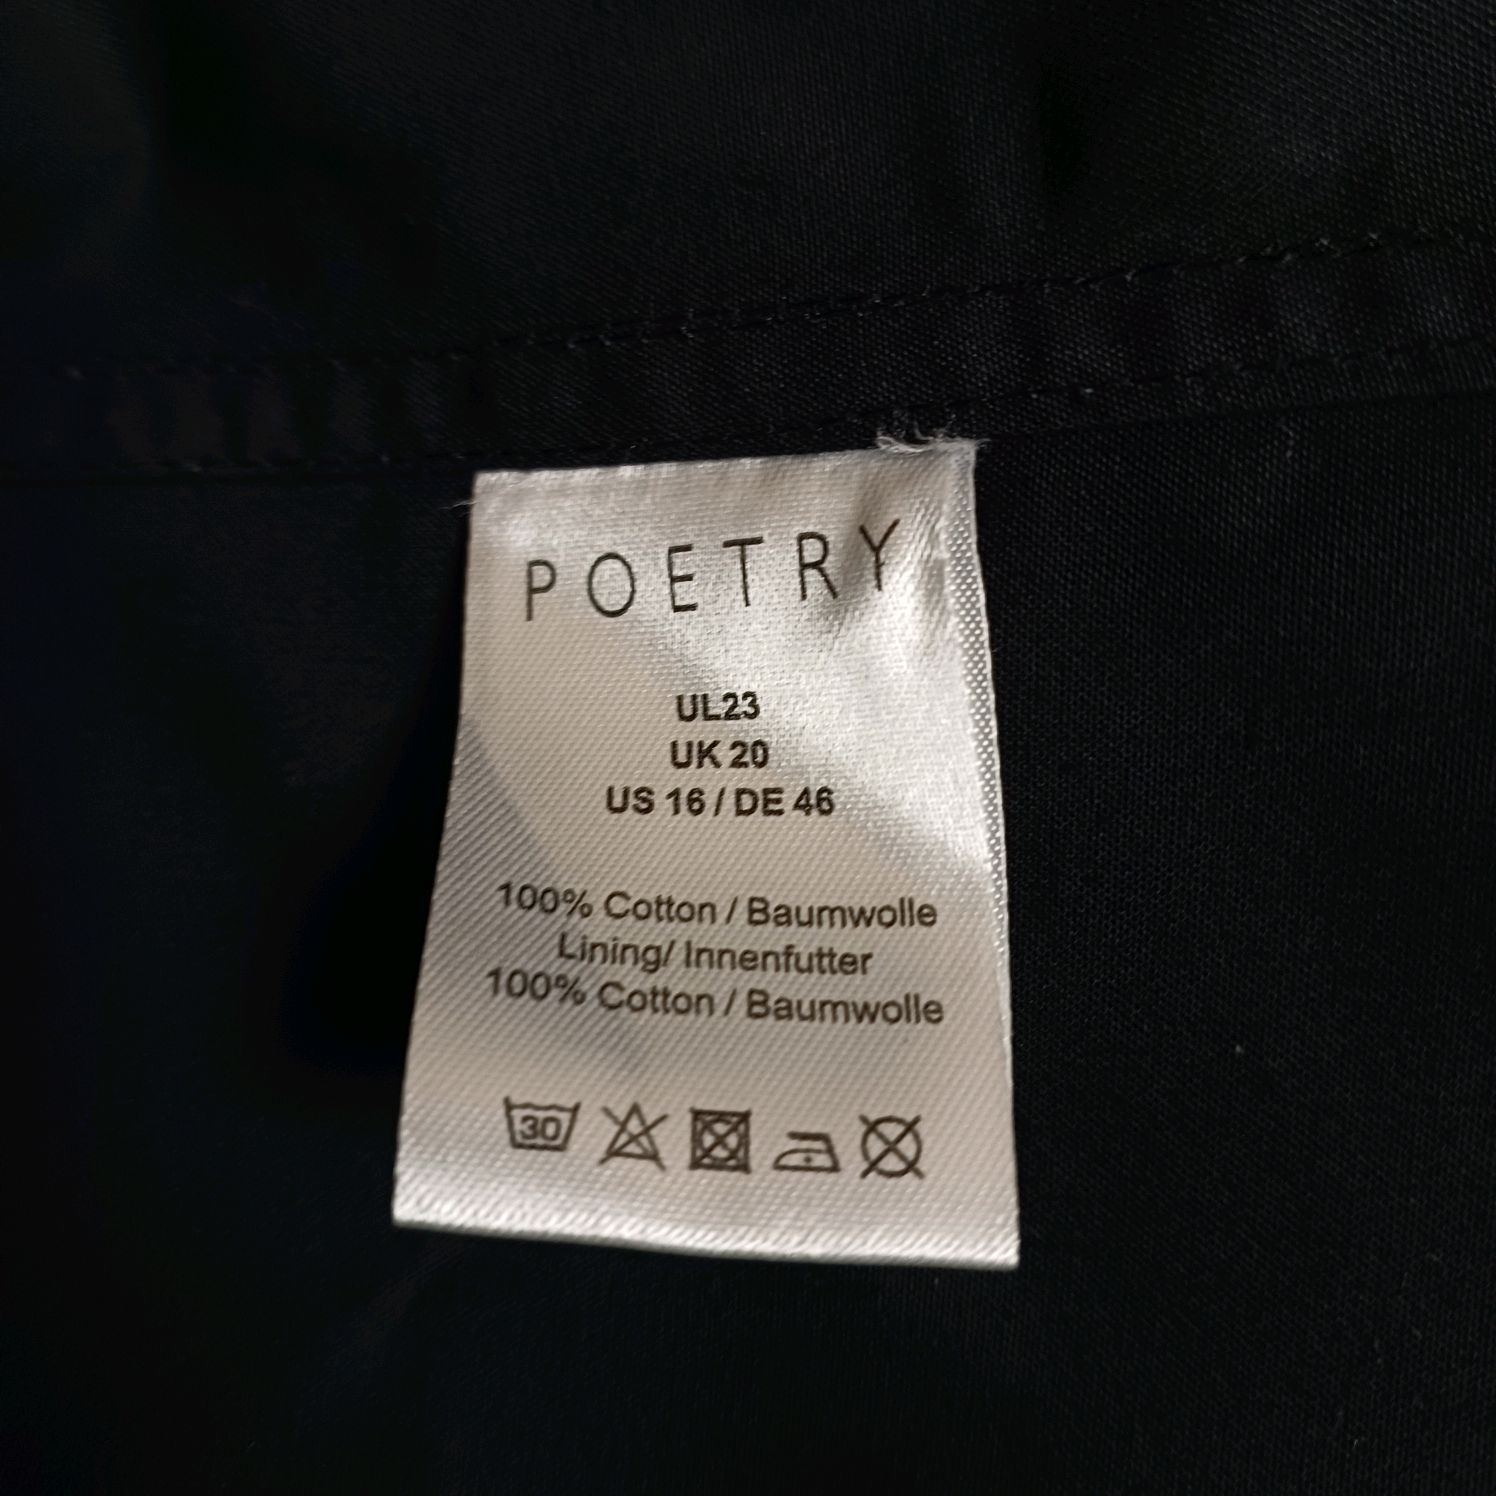 POETRY
UL23
UK 20
US 16 / DE 46
100% Cotton / Baumwolle
Lining/ Innenfutter
100% Cotton / Baumwolle
30